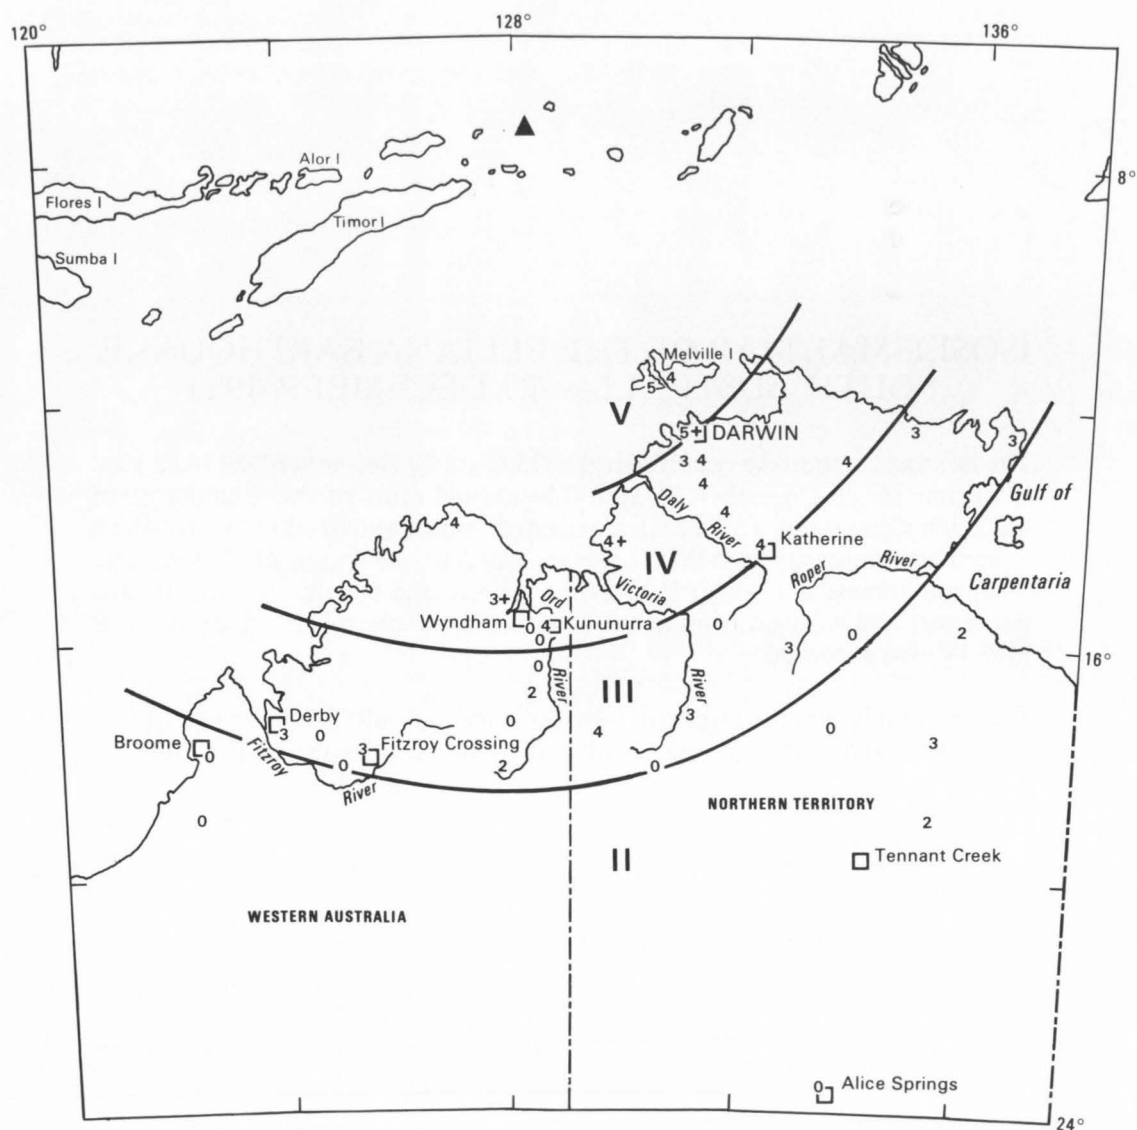 120°
128°
136°
Alor I
8°
Flores I
Timor I
Sumba I
Melville I
5
V
5+ DARWIN
3
3
3 4
4
4
Gulf of
Daly
4
4
4+
River
4 Katherine
River
IV
Roper
Carpentaria
3+
Ord
Victoria
Wyndham
0 4 Kununurra
0
0
0
2
3
16°
0
River
2
III
River
Derby
3 0
0
4
3
0
3
Broome
0
3 Fitzroy Crossing
Fitzroy
0
2
0
River
NORTHERN TERRITORY
0
2
II
Tennant Creek
WESTERN AUSTRALIA
0 Alice Springs
24°